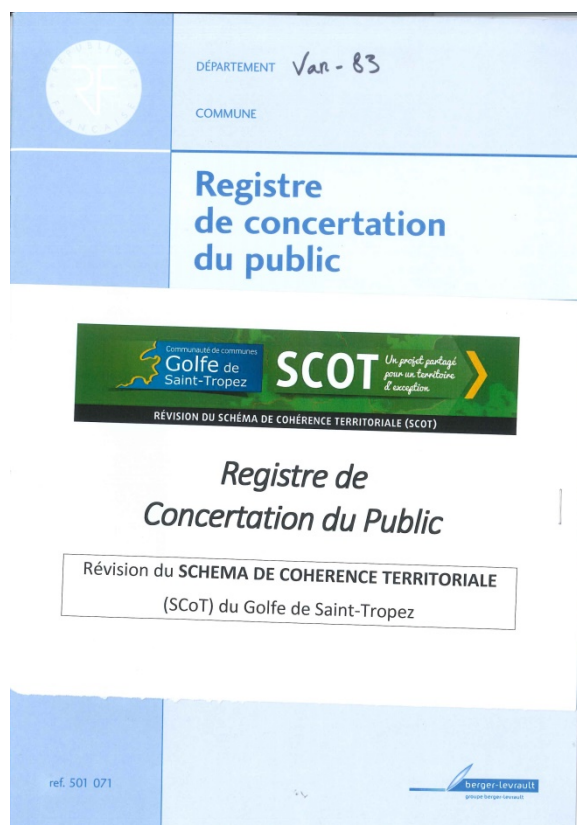 DÉPARTEMENT Var - 83
COMMUNE
Registre
de concertation
du public
Communauté de communes
Golfe de
Saint-Tropez
SCOT
Un projet partagé
pour un territoire
d'exception
RÉVISION DU SCHÉMA DE COHÉRENCE TERRITORIALE (SCOT)
Registre de
Concertation du Public
Révision du SCHEMA DE COHERENCE TERRITORIALE
(SCoT) du Golfe de Saint-Tropez
ref. 501 071
berger-levrault
groupe berger-levrault